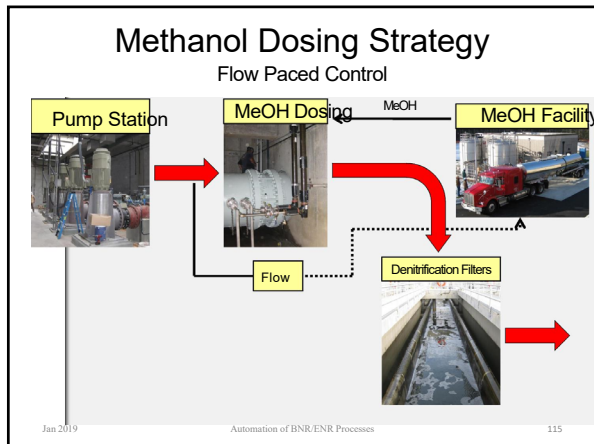 Methanol Dosing Strategy
Flow Paced Control
Pump Station
MeOH Dosing
MeOH
MeOH Facility
Flow
Denitrification Filters
Jan 2019
Automation of BNR/ENR Processes
115